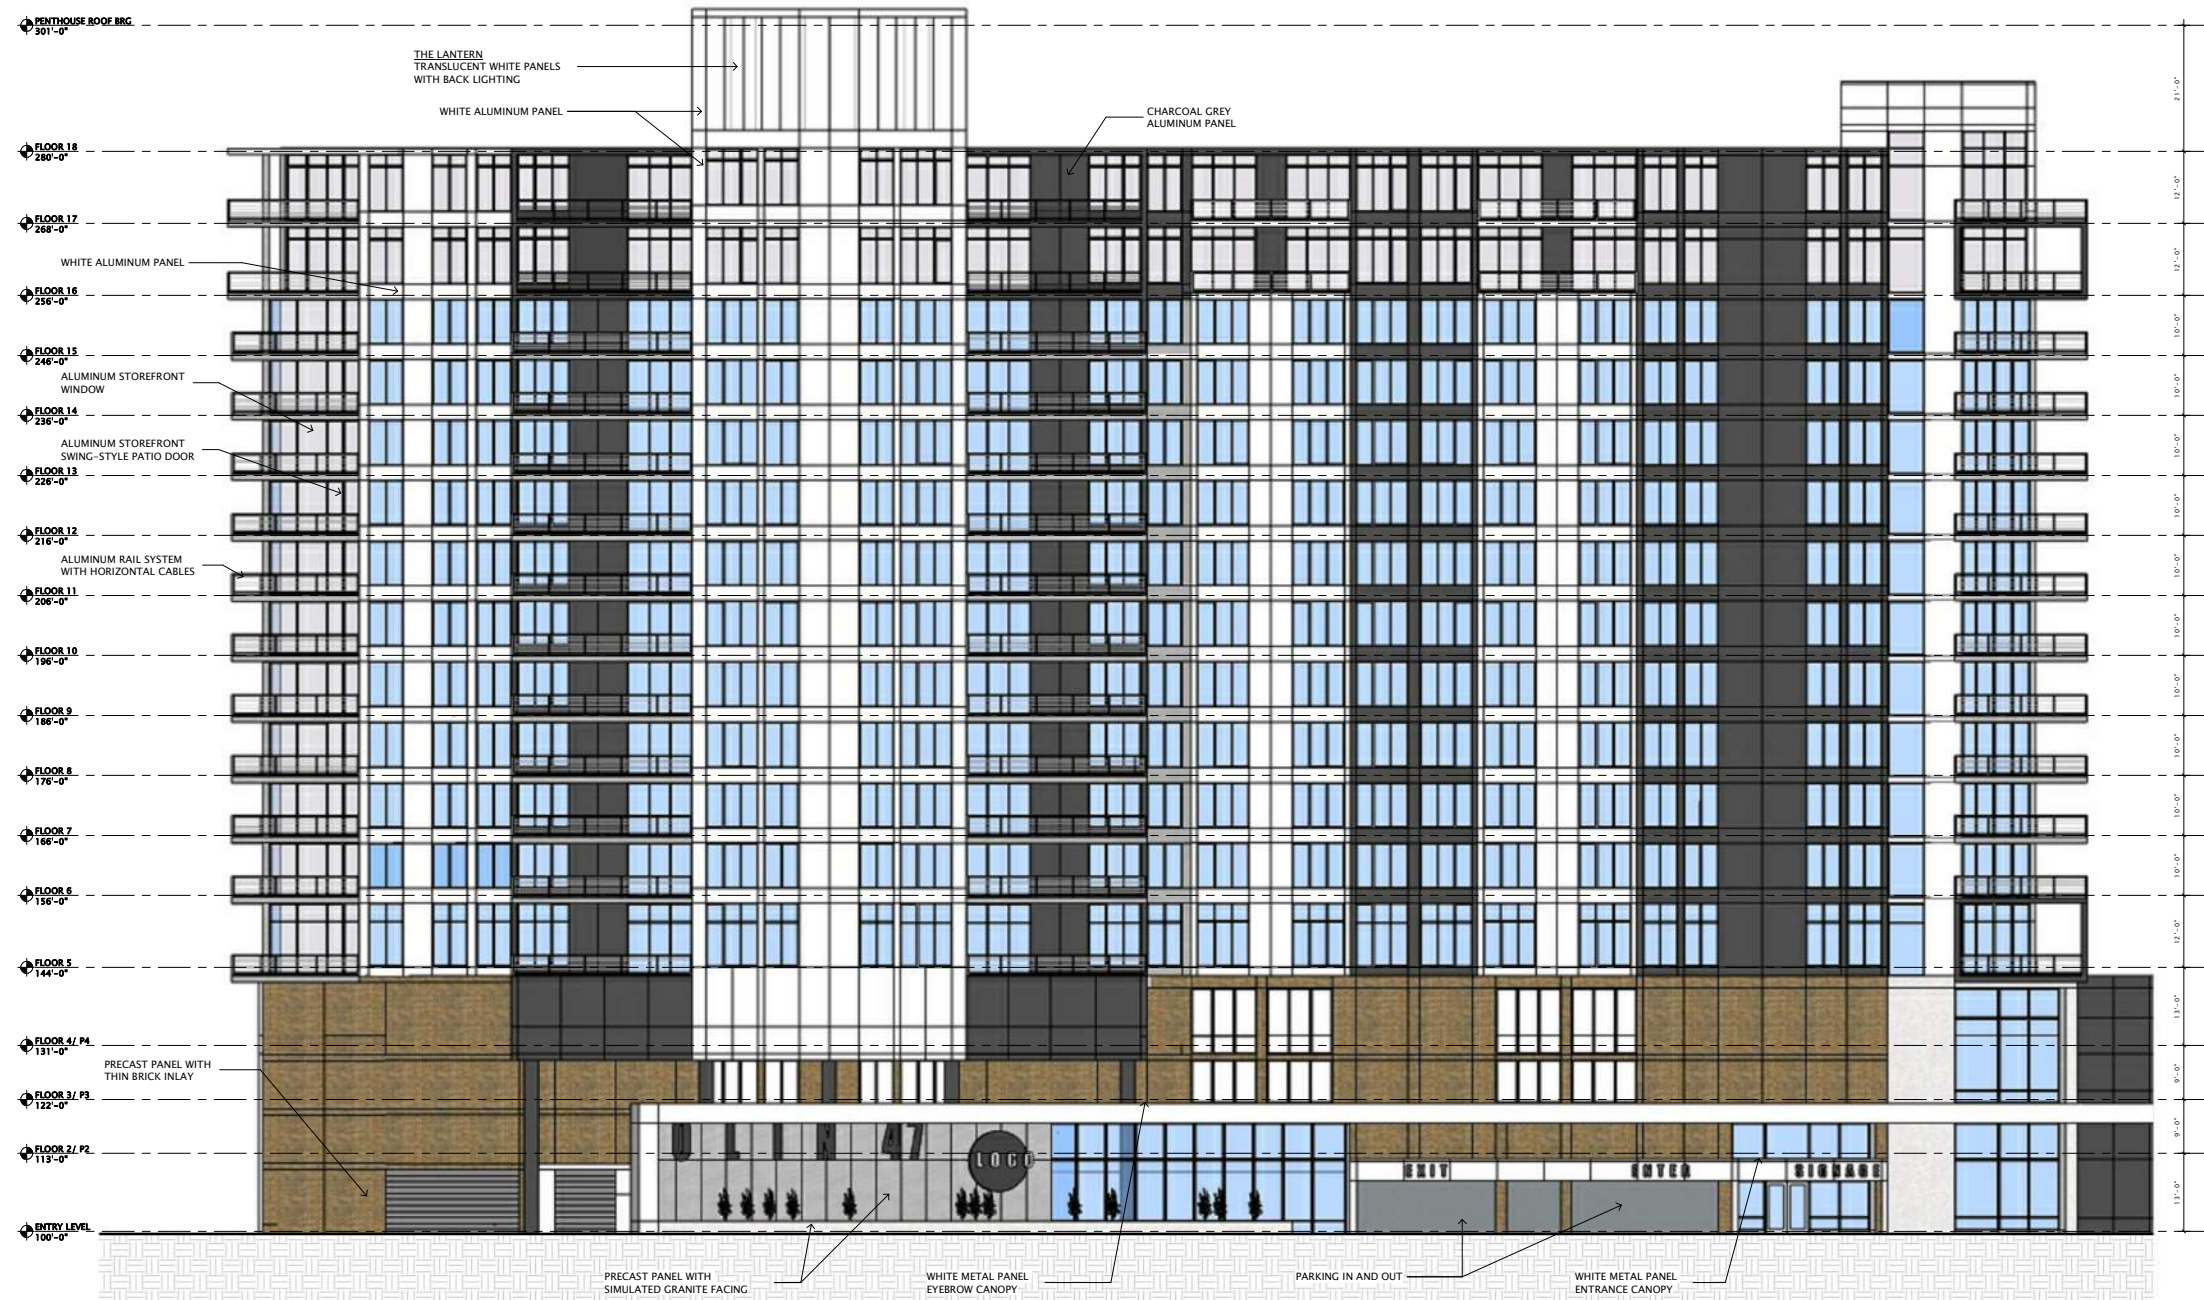 PENTHOUSE ROOF BRG
301'-0"
THE LANTERN
TRANSLUCENT WHITE PANELS
WITH BACK LIGHTING
WHITE ALUMINUM PANEL
CHARCOAL GREY
ALUMINUM PANEL
21'-0"
FLOOR 18
280'-0"
12'-0"
FLOOR 17
268'-0"
WHITE ALUMINUM PANEL
12'-0"
FLOOR 16
256'-0"
10'-0"
FLOOR 15
246'-0"
ALUMINUM STOREFRONT
WINDOW
10'-0"
FLOOR 14
236'-0"
ALUMINUM STOREFRONT
SWING-STYLE PATIO DOOR
10'-0"
FLOOR 13
226'-0"
10'-0"
FLOOR 12
216'-0"
ALUMINUM RAIL SYSTEM
WITH HORIZONTAL CABLES
10'-0"
FLOOR 11
206'-0"
10'-0"
FLOOR 10
196'-0"
10'-0"
FLOOR 9
186'-0"
10'-0"
FLOOR 8
176'-0"
10'-0"
FLOOR 7
166'-0"
10'-0"
FLOOR 6
156'-0"
12'-0"
FLOOR 5
144'-0"
13'-0"
FLOOR 4/ P4
131'-0"
PRECAST PANEL WITH
THIN BRICK INLAY
9'-0"
FLOOR 3/ P3
122'-0"
9'-0"
FLOOR 2/ P2
113'-0"
OLIN 47
LOGO
EXIT
ENTER
SIGNAGE
13'-0"
ENTRY LEVEL
100'-0"
PRECAST PANEL WITH
SIMULATED GRANITE FACING
WHITE METAL PANEL
EYEBROW CANOPY
PARKING IN AND OUT
WHITE METAL PANEL
ENTRANCE CANOPY